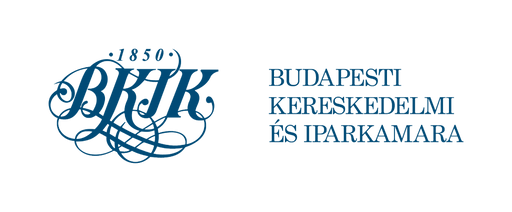 •1850•
BKIK
BUDAPESTI
KERESKEDELMI
ÉS IPARKAMARA